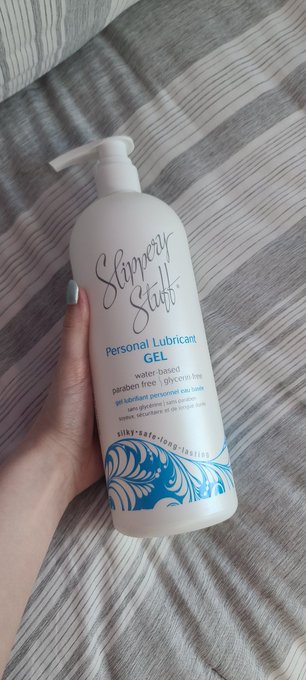 Slippery
Stuff®
Personal Lubricant
GEL
water-based
paraben free | glycerin free
gel lubrifiant personnel eau basée
sans glycérine | sans paraben
soyeux, sécuritaire et de longue durée
silky•safe•long-lasting